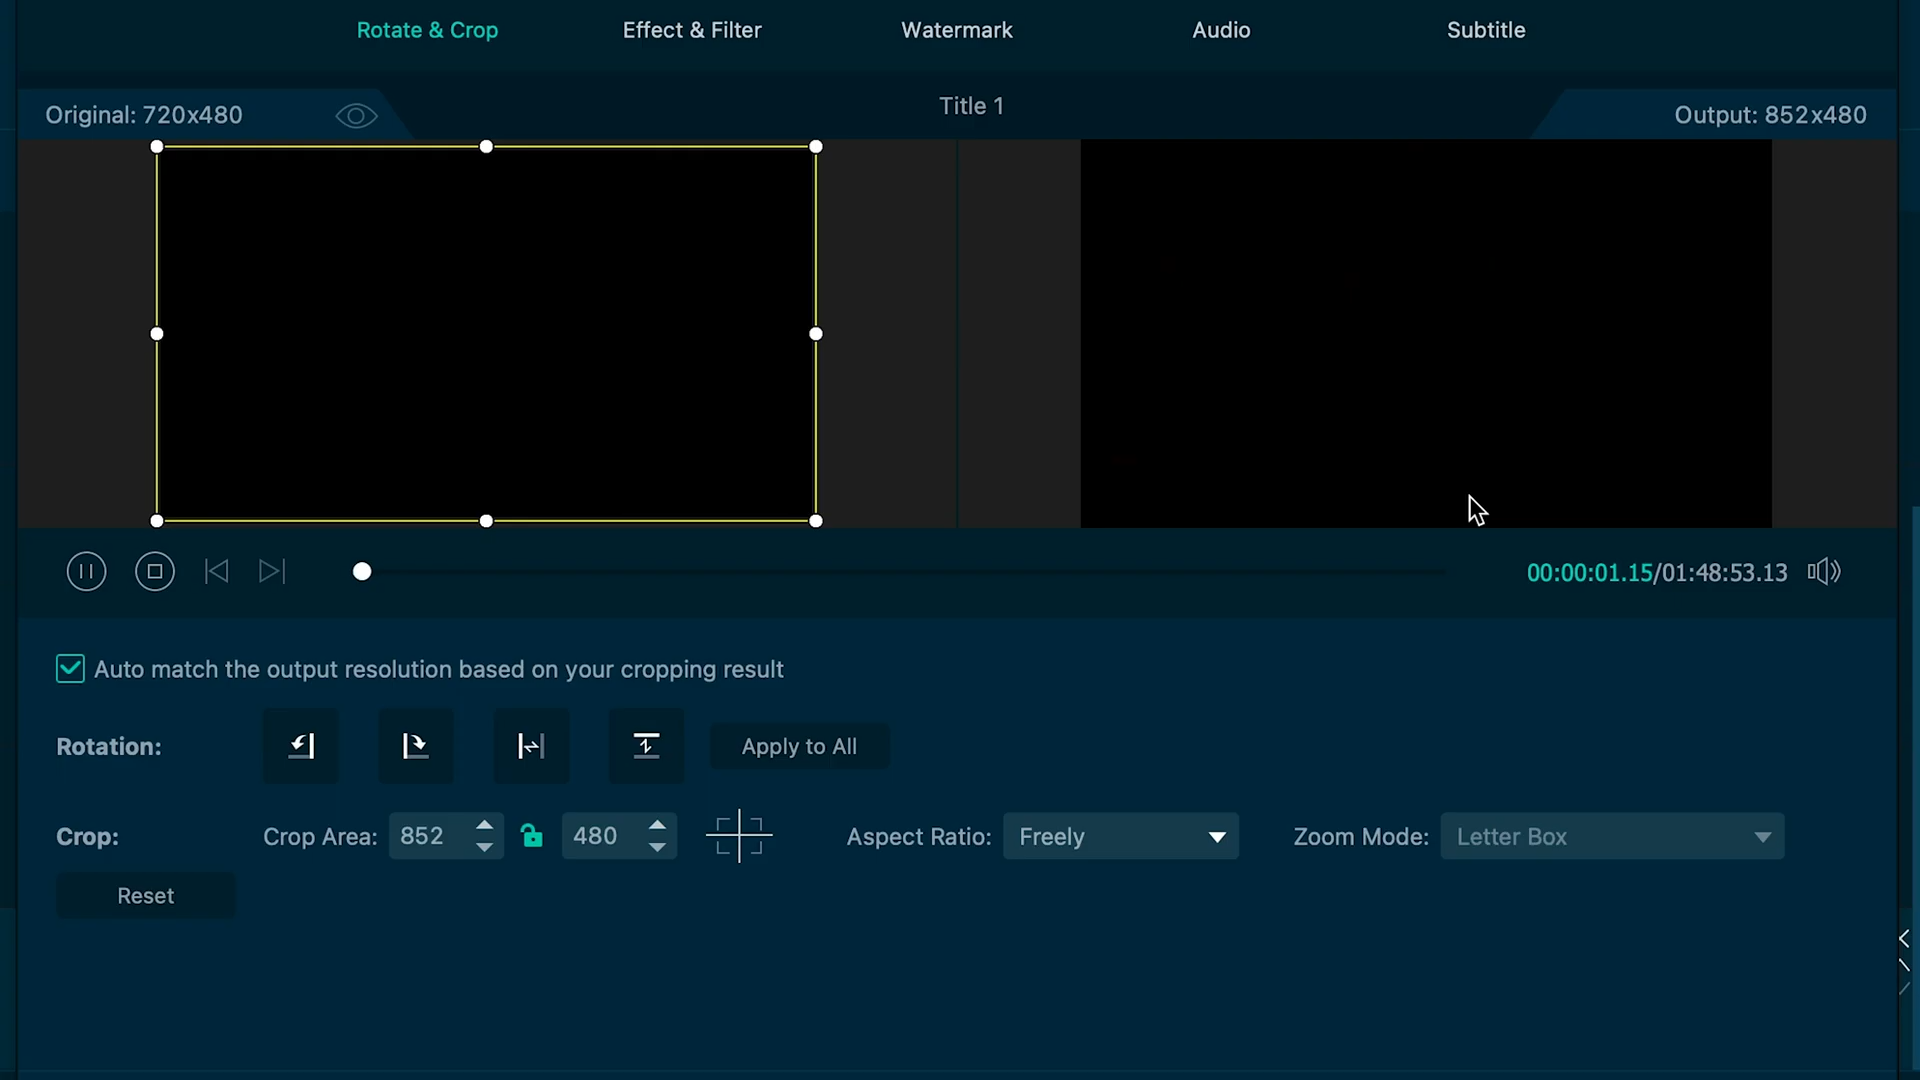 Rotate & Crop Effect & Filter Watermark Audio Subtitle
Original: 720x480 Title 1 Output: 852x480
00:00:01.15/01:48:53.13
Auto match the output resolution based on your cropping result
Rotation: Apply to All
Crop: Crop Area: 852 480 Aspect Ratio: Freely Zoom Mode: Letter Box
Reset